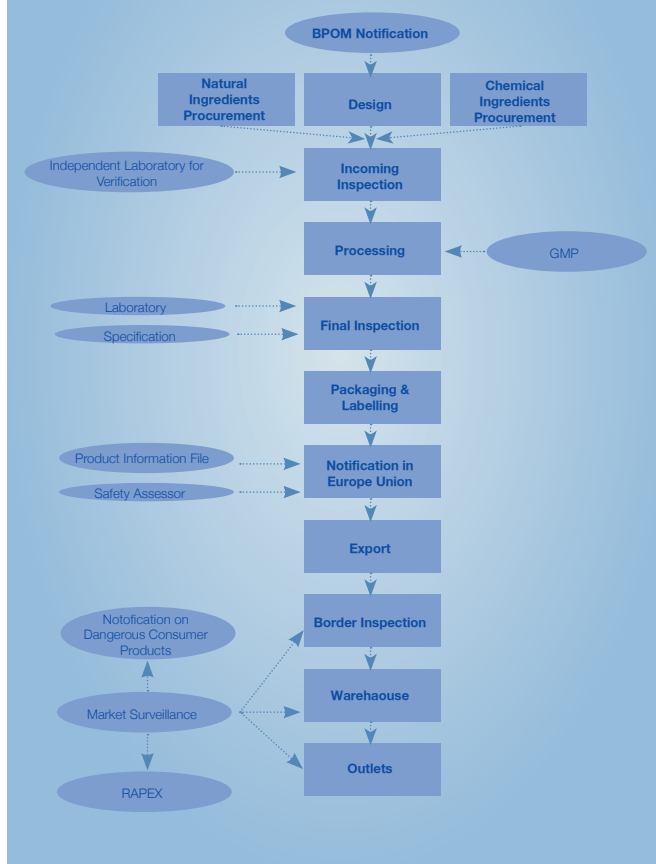 BPOM Notification
Natural
Ingredients
Procurement
Design
Chemical
Ingredients
Procurement
Independent Laboratory for
Verification
Incoming
Inspection
Processing
GMP
Laboratory
Specification
Final Inspection
Packaging &
Labelling
Product Information File
Safety Assessor
Notification in
Europe Union
Export
Notofication on
Dangerous Consumer
Products
Border Inspection
Market Surveillance
Warehaouse
RAPEX
Outlets